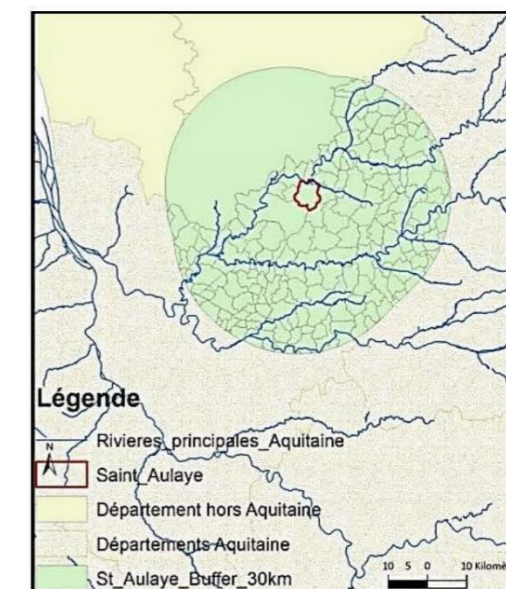 Légende
N
Rivieres_principales_Aquitaine
Saint_Aulaye
Département hors Aquitaine
Départements Aquitaine
St_Aulaye_Buffer_30km
10 5 0 10 Kilomè